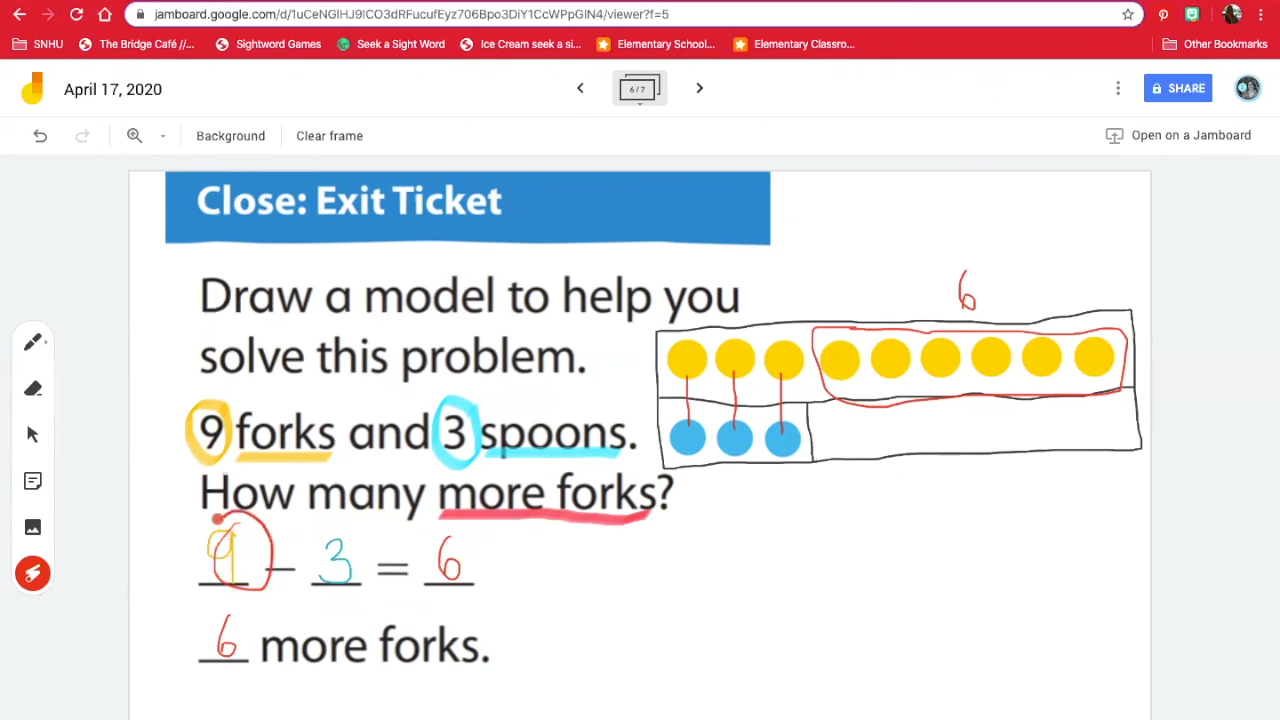 jamboard.google.com/d/1uCeNGlHJ9lCO3dRFucufEyz706Bpo3DiY1CcWPpGlN4/viewer?f=5
SNHU The Bridge Café //... Sightword Games Seek a Sight Word Ice Cream seek a si... Elementary School... Elementary Classro... Other Bookmarks
April 17, 2020 6/7 SHARE
Background Clear frame Open on a Jamboard
Close: Exit Ticket
Draw a model to help you
solve this problem.
9 forks and 3 spoons.
How many more forks?
9 - 3 = 6
6 more forks.
6